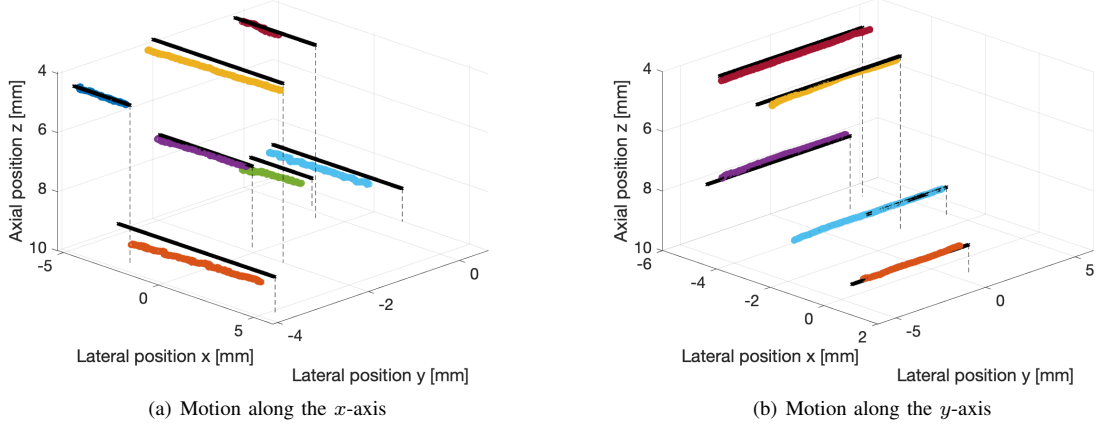 4
6
8
10
-5
0
5
-4
-2
0
Axial position z [mm]
Lateral position x [mm]
Lateral position y [mm]
(a) Motion along the x-axis
4
6
8
10
-6
-4
-2
0
2
-5
0
5
Axial position z [mm]
Lateral position x [mm]
Lateral position y [mm]
(b) Motion along the y-axis